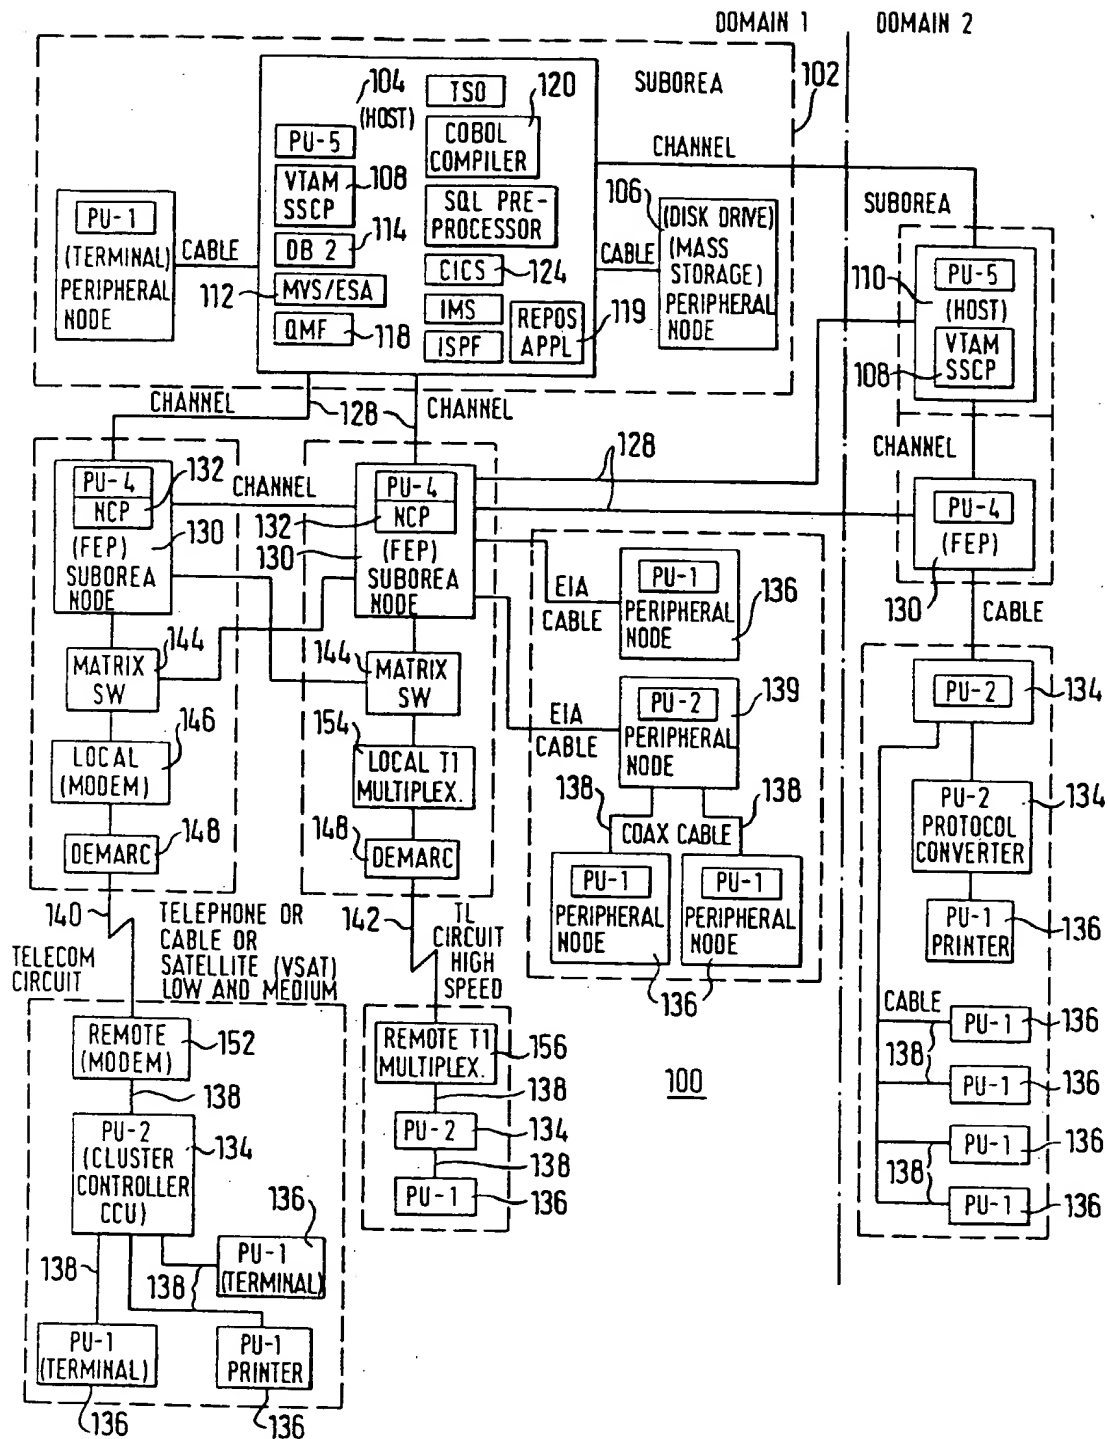 DOMAIN 1
DOMAIN 2
SUBOREA
102
104
(HOST)
PU-5
VTAM
SSCP
108
DB 2
114
112
MVS/ESA
QMF
118
TSO
120
COBOL
COMPILER
SQL PRE-
PROCESSOR
CICS
124
IMS
ISPF
REPOS
APPL
119
PU-1
(TERMINAL)
PERIPHERAL
NODE
CABLE
CHANNEL
CABLE
106
(DISK DRIVE)
(MASS
STORAGE)
PERIPHERAL
NODE
SUBOREA
110
PU-5
(HOST)
VTAM
SSCP
108
CHANNEL
128
CHANNEL
CHANNEL
PU-4
NCP
132
130
(FEP)
SUBOREA
NODE
CHANNEL
PU-4
NCP
132
130
(FEP)
SUBOREA
NODE
128
PU-4
(FEP)
130
CABLE
144
MATRIX
SW
146
LOCAL
(MODEM)
148
DEMARC
140
144
MATRIX
SW
154
LOCAL T1
MULTIPLEX.
148
DEMARC
142
EIA
CABLE
PU-1
PERIPHERAL
NODE
136
EIA
CABLE
PU-2
PERIPHERAL
NODE
139
138
138
COAX CABLE
PU-1
PERIPHERAL
NODE
PU-1
PERIPHERAL
NODE
136
PU-2
134
PU-2
PROTOCOL
CONVERTER
134
PU-1
PRINTER
136
CABLE
138
PU-1
136
PU-1
136
138
PU-1
136
PU-1
136
TELECOM
CIRCUIT
TELEPHONE OR
CABLE OR
SATELLITE (VSAT)
LOW AND MEDIUM
TL
CIRCUIT
HIGH
SPEED
REMOTE
(MODEM)
152
138
PU-2
(CLUSTER
CONTROLLER
CCU)
134
138
138
136
PU-1
(TERMINAL)
PU-1
(TERMINAL)
136
PU-1
PRINTER
136
REMOTE T1
MULTIPLEX.
156
138
PU-2
134
138
PU-1
136
100